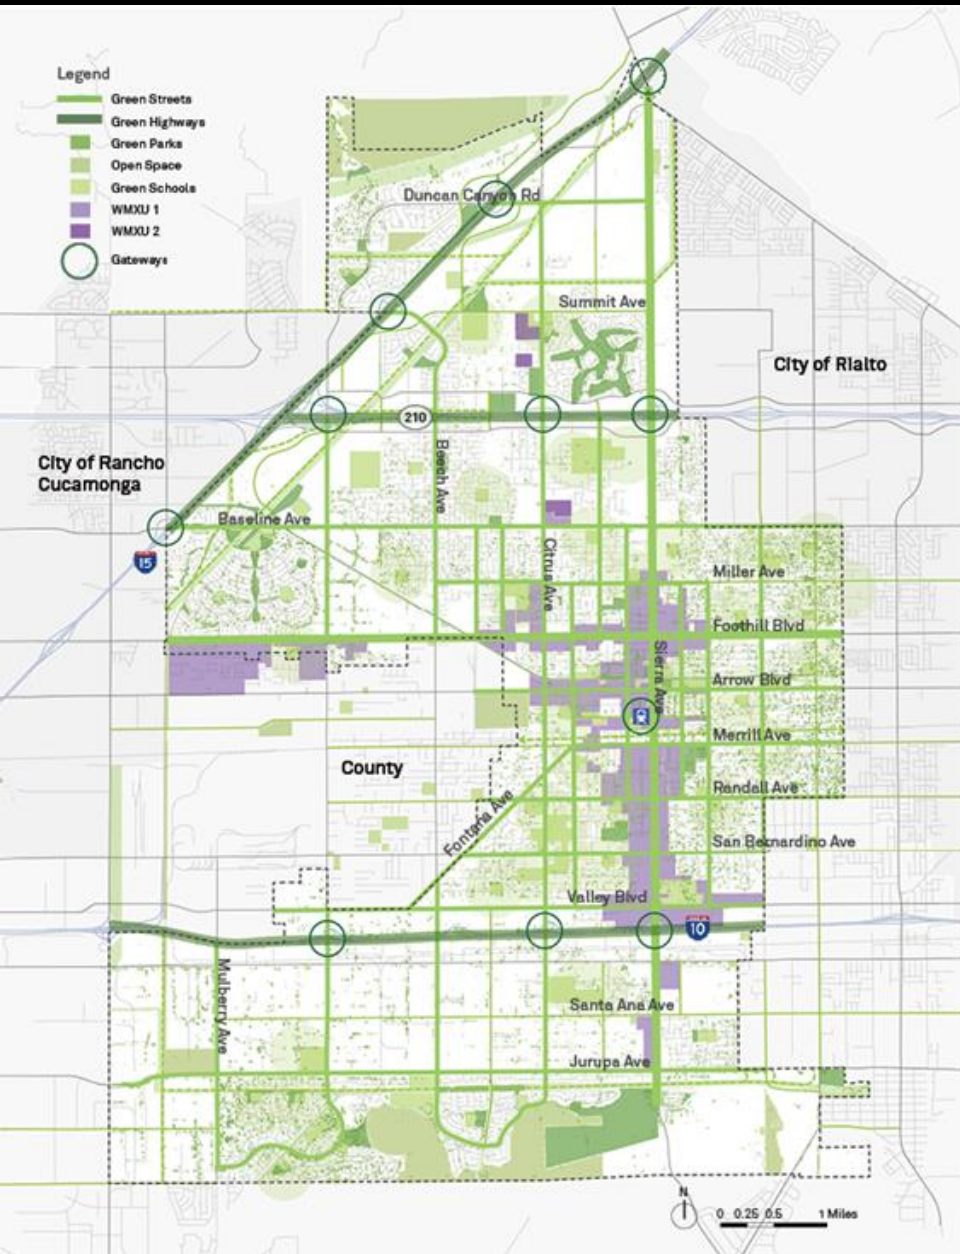 Legend
Green Streets
Green Highways
Green Parks
Open Space
Green Schools
WMXU 1
WMXU 2
Gateways
Duncan Canyon Rd
Summit Ave
City of Rialto
210
City of Rancho
Cucamonga
Beech Ave
Baseline Ave
15
Citrus Ave
Miller Ave
Foothill Blvd
Sierra Ave
Arrow Blvd
Merrill Ave
County
Randall Ave
Fontana Ave
San Bernardino Ave
Valley Blvd
10
Mulberry Ave
Santa Ana Ave
Jurupa Ave
N
0 0.25 0.5 1 Miles